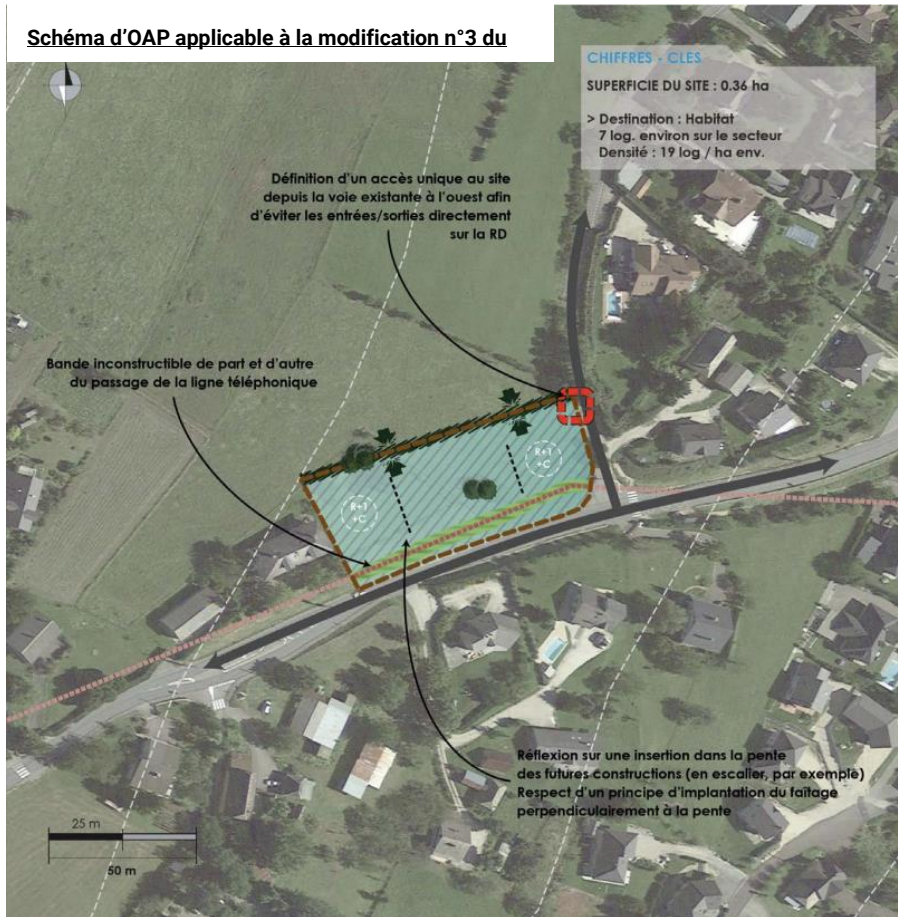 Schéma d'OAP applicable à la modification n°3 du
CHIFFRES - CLES
SUPERFICIE DU SITE : 0.36 ha
> Destination : Habitat
7 log. environ sur le secteur
Densité : 19 log / ha env.
Définition d'un accès unique au site
depuis la voie existante à l'ouest afin
d'éviter les entrées/sorties directement
sur la RD
Bande inconstructible de part et d'autre
du passage de la ligne téléphonique
R+1
+C
R+1
+C
Réflexion sur une insertion dans la pente
des futures constructions (en escalier, par exemple)
Respect d'un principe d'implantation du faîtage
perpendiculairement à la pente
25 m
50 m